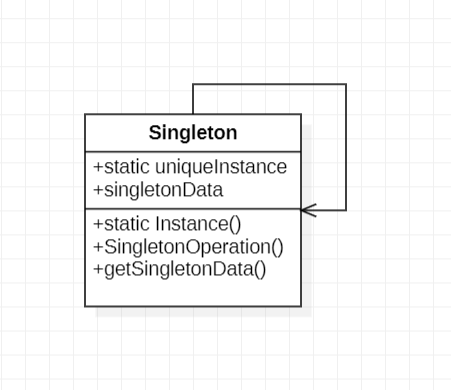 Singleton
+static uniqueInstance
+singletonData
+static Instance()
+SingletonOperation()
+getSingletonData()